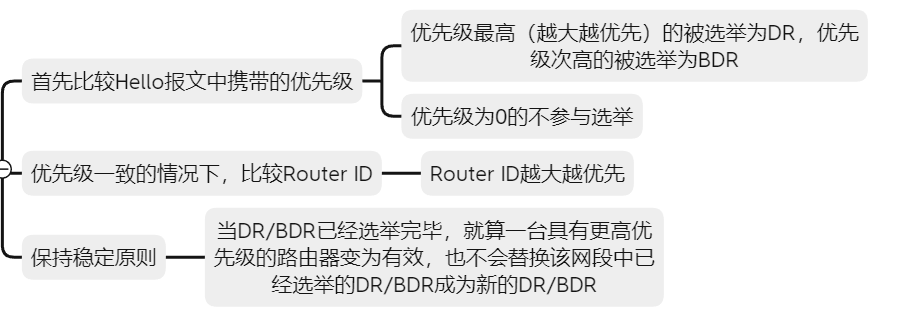 首先比较Hello报文中携带的优先级
优先级最高（越大越优先）的被选举为DR，优先
级次高的被选举为BDR
优先级为0的不参与选举
优先级一致的情况下，比较Router ID
Router ID越大越优先
保持稳定原则
当DR/BDR已经选举完毕，就算一台具有更高优
先级的路由器变为有效，也不会替换该网段中已
经选举的DR/BDR成为新的DR/BDR